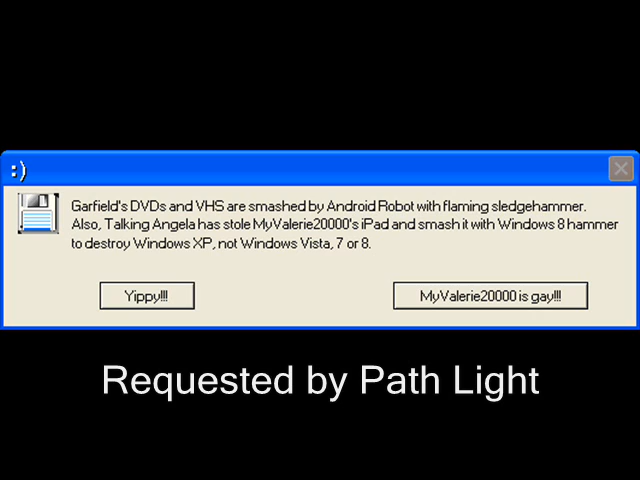 :)
Garfield's DVDs and VHS are smashed by Android Robot with flaming sledgehammer.
Also, Talking Angela has stole MyValerie20000's iPad and smash it with Windows 8 hammer
to destroy Windows XP, not Windows Vista, 7 or 8.
Yippy!!!
MyValerie20000 is gay!!!
Requested by Path Light